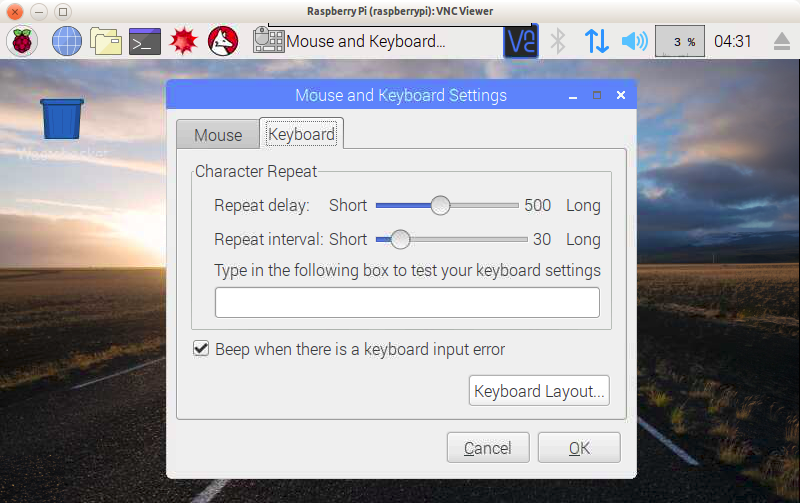 Raspberry Pi (raspberrypi): VNC Viewer
Mouse and Keyboard...
3 %
04:31
Wastebasket
Mouse and Keyboard Settings
Mouse
Keyboard
Character Repeat
Repeat delay: Short 500 Long
Repeat interval: Short 30 Long
Type in the following box to test your keyboard settings
Beep when there is a keyboard input error
Keyboard Layout...
Cancel
OK